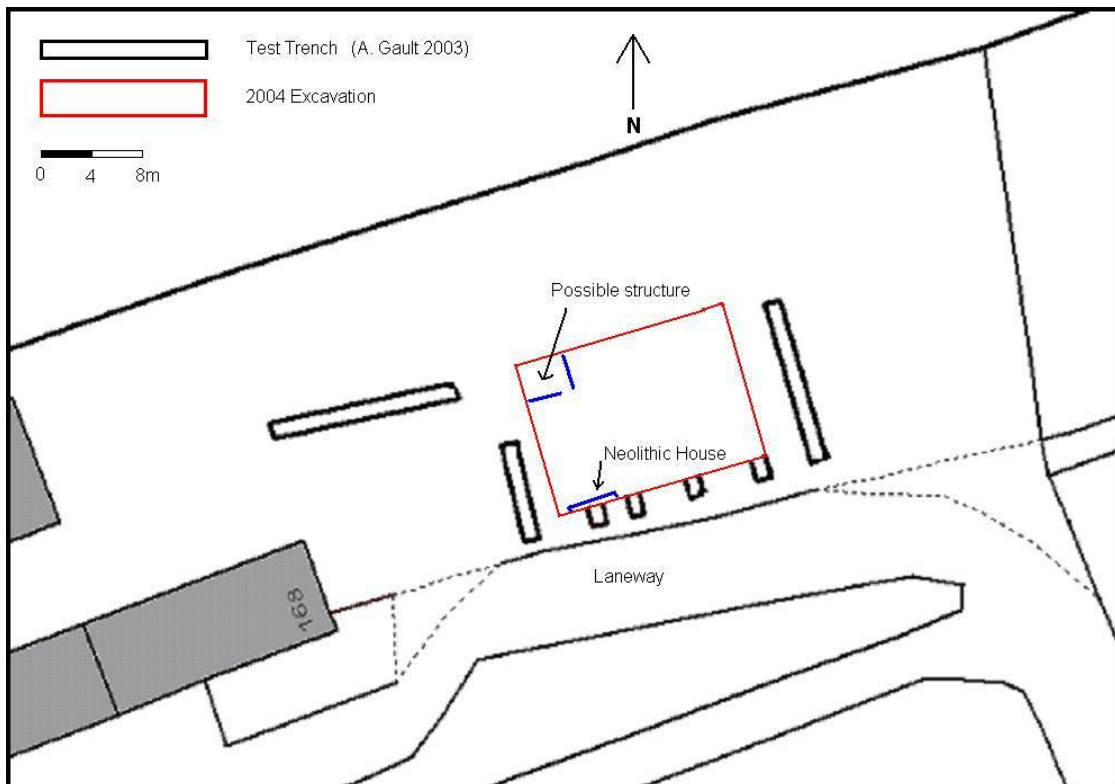 Test Trench (A. Gault 2003)
2004 Excavation
0 4 8m
N
Possible structure
Neolithic House
Laneway
168